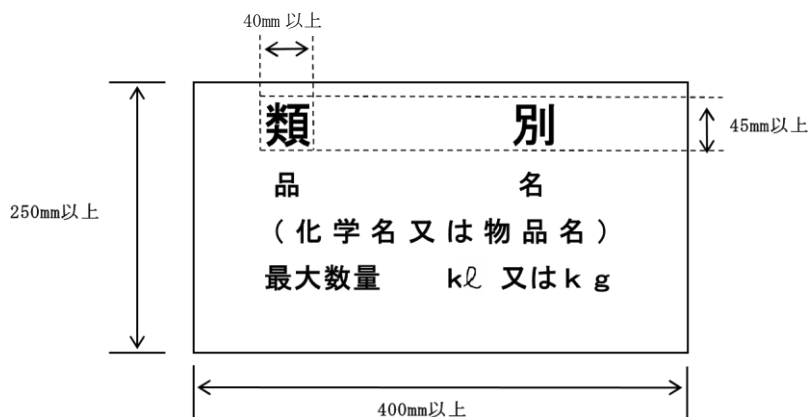 40mm 以上
類 別
45mm以上
品 名
250mm以上
(化学名又は物品名)
最大数量 kℓ 又はｋｇ
400mm以上